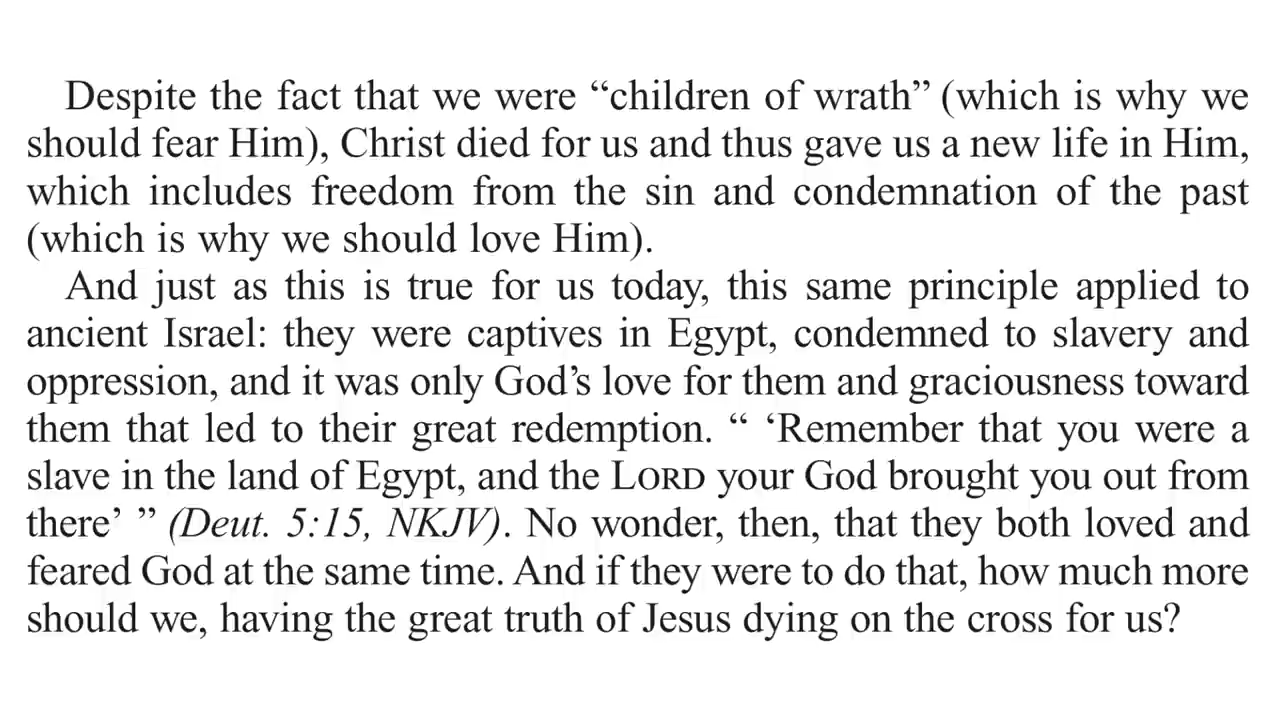 Despite the fact that we were “children of wrath” (which is why we
should fear Him), Christ died for us and thus gave us a new life in Him,
which includes freedom from the sin and condemnation of the past
(which is why we should love Him).
And just as this is true for us today, this same principle applied to
ancient Israel: they were captives in Egypt, condemned to slavery and
oppression, and it was only God’s love for them and graciousness toward
them that led to their great redemption. “ ‘Remember that you were a
slave in the land of Egypt, and the LORD your God brought you out from
there’ ” (Deut. 5:15, NKJV). No wonder, then, that they both loved and
feared God at the same time. And if they were to do that, how much more
should we, having the great truth of Jesus dying on the cross for us?